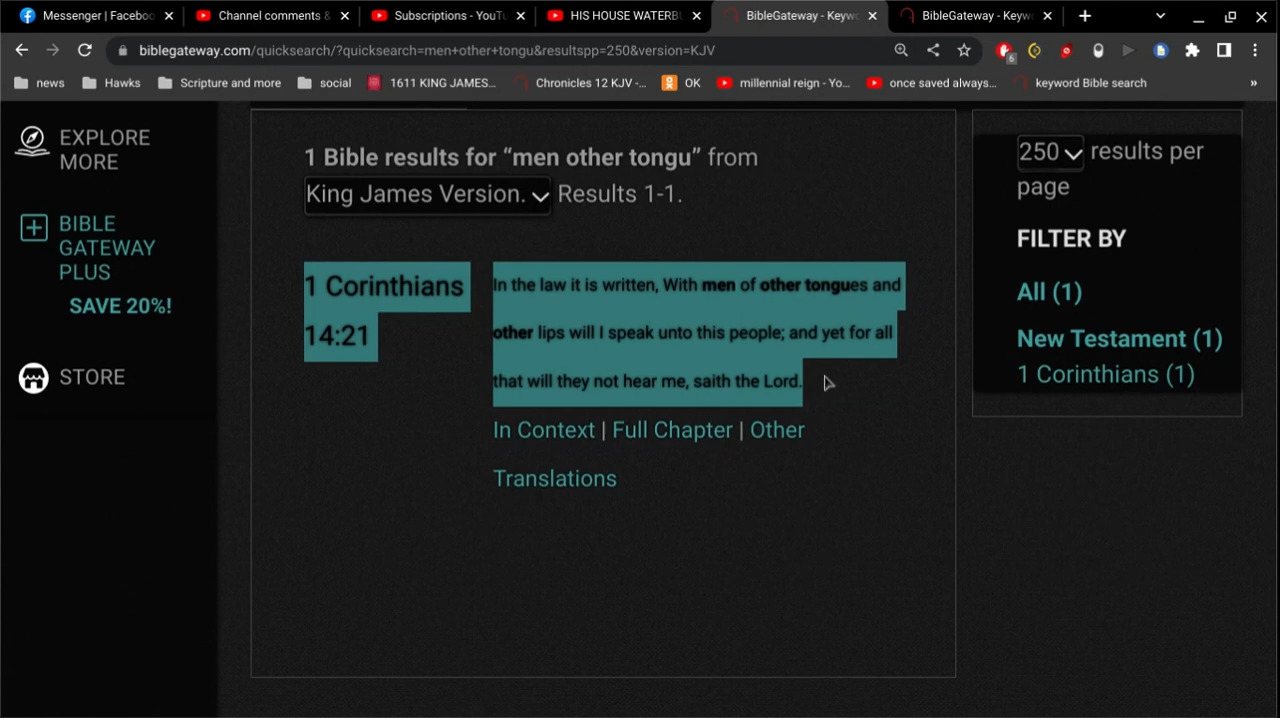 Messenger | Faceboo
Channel comments &
Subscriptions - YouTu
HIS HOUSE WATERBU
BibleGateway - Keyw
BibleGateway - Keyw
biblegateway.com/quicksearch/?quicksearch=men+other+tongu&resultspp=250&version=KJV
6
news
Hawks
Scripture and more
social
1611 KING JAMES...
Chronicles 12 KJV -...
OK
millennial reign - Yo...
once saved always...
keyword Bible search
»
EXPLORE
MORE
BIBLE
GATEWAY
PLUS
SAVE 20%!
STORE
1 Bible results for “men other tongu” from
King James Version. Results 1-1.
1 Corinthians
14:21
In the law it is written, With men of other tongues and
other lips will I speak unto this people; and yet for all
that will they not hear me, saith the Lord.
In Context | Full Chapter | Other
Translations
250 results per
page
FILTER BY
All (1)
New Testament (1)
1 Corinthians (1)